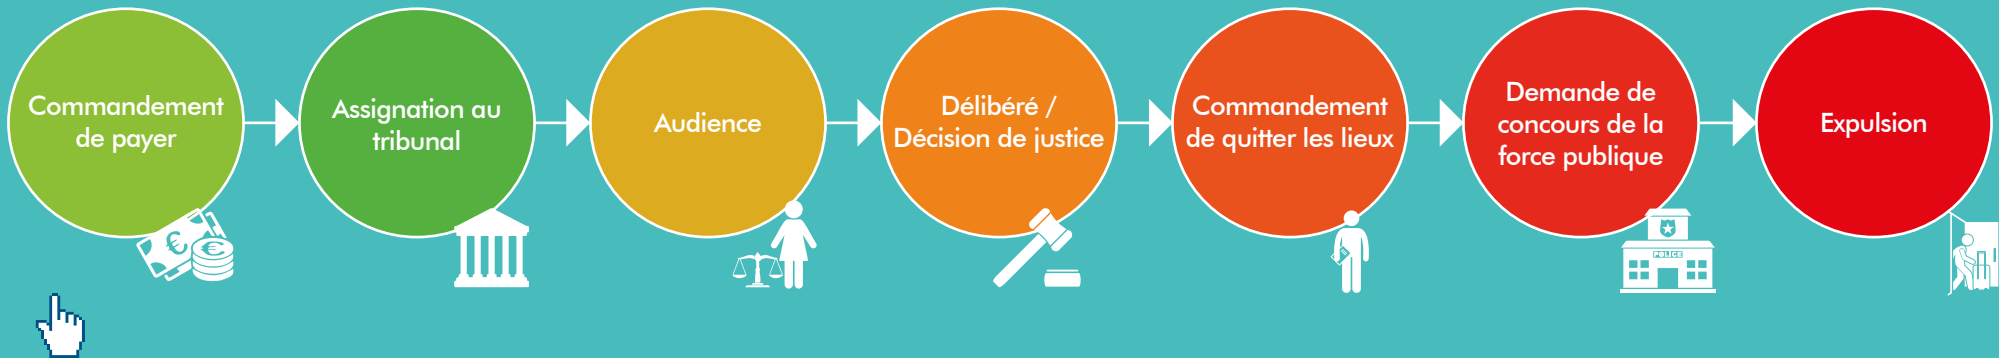 Commandement
de payer
Assignation au
tribunal
Audience
Délibéré /
Décision de justice
Commandement
de quitter les lieux
Demande de
concours de la
force publique
Expulsion
POLICE